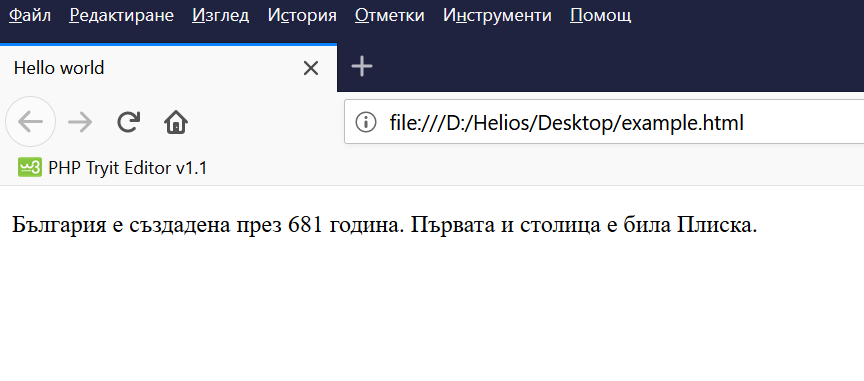 Файл Редактиране Изглед История Отметки Инструменти Помощ
Hello world
file:///D:/Helios/Desktop/example.html
w3 PHP Tryit Editor v1.1
България е създадена през 681 година. Първата и столица е била Плиска.